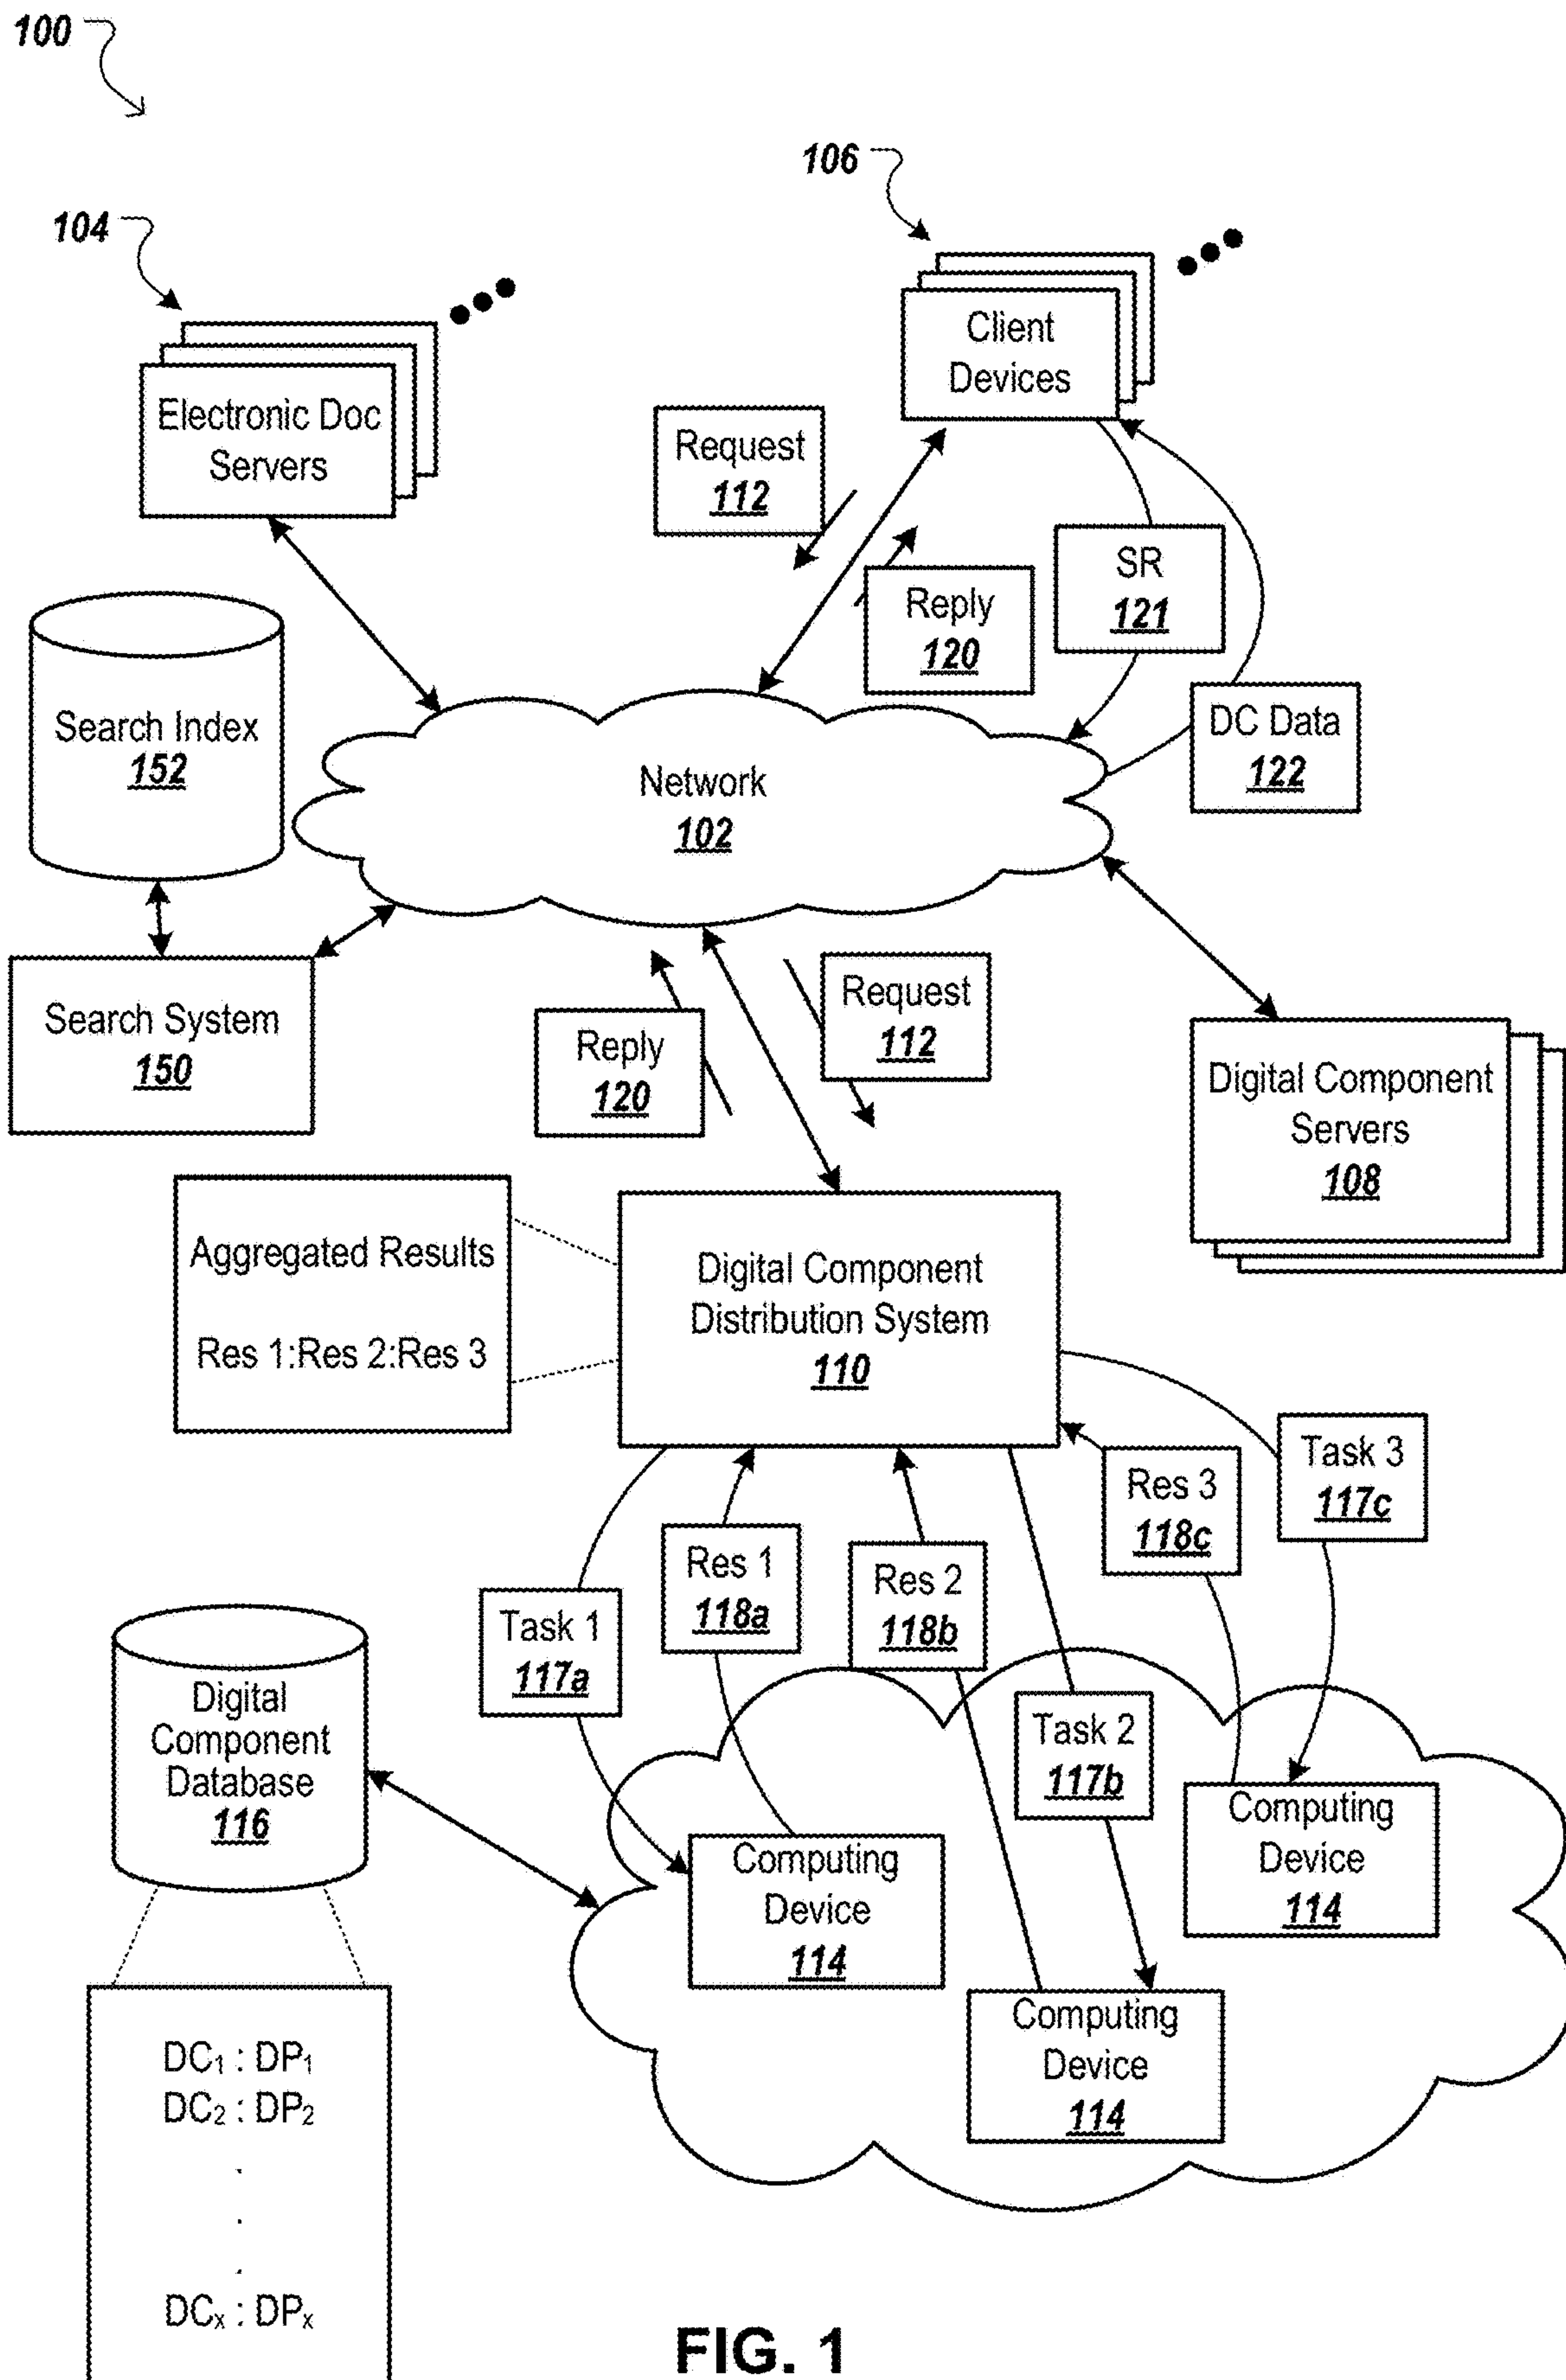 100
106
104
Client
Devices
Electronic Doc
Servers
Request
112
SR
121
Reply
120
Search Index
152
DC Data
122
Network
102
Search System
150
Reply
120
Request
112
Digital Component
Servers
108
Aggregated Results
Res 1:Res 2:Res 3
Digital Component
Distribution System
110
Task 3
117c
Res 3
118c
Res 1
118a
Res 2
118b
Task 1
117a
Digital
Component
Database
116
Task 2
117b
Computing
Device
114
Computing
Device
114
Computing
Device
114
DC₁ : DP₁
DC₂ : DP₂
.
.
.
DCₓ : DPₓ
FIG. 1